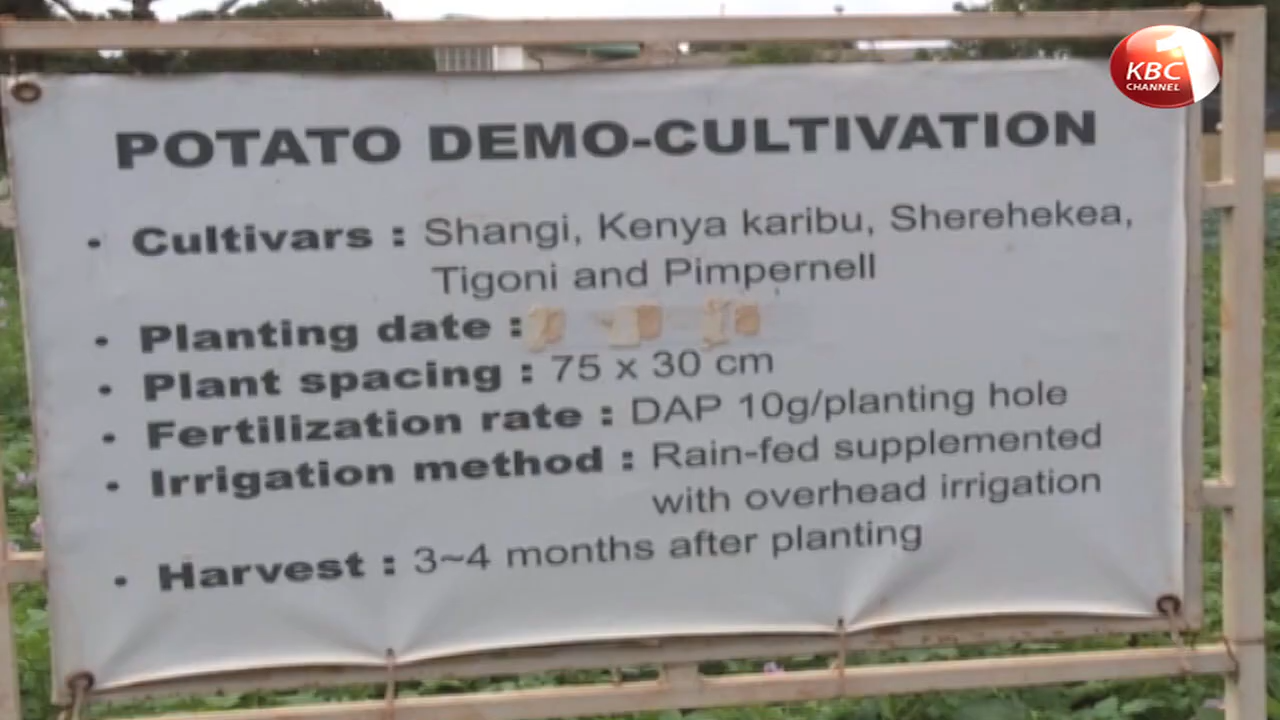 KBC 1
CHANNEL
POTATO DEMO-CULTIVATION
• Cultivars : Shangi, Kenya karibu, Sherehekea,
Tigoni and Pimpernell
• Planting date :
• Plant spacing : 75 x 30 cm
• Fertilization rate : DAP 10g/planting hole
• Irrigation method : Rain-fed supplemented
with overhead irrigation
• Harvest : 3~4 months after planting